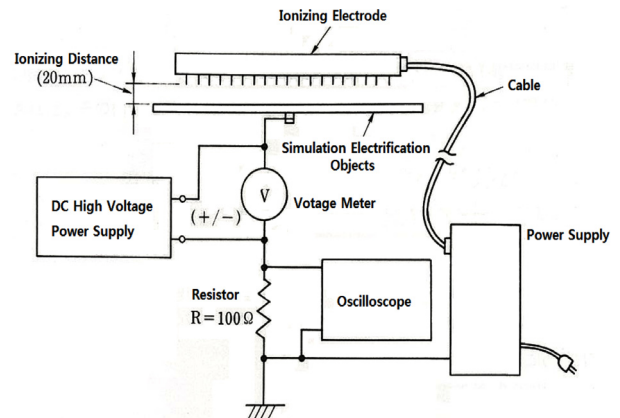 Ionizing Electrode
Ionizing Distance
(20mm)
Cable
Simulation Electrification
Objects
DC High Voltage
Power Supply
(+/−)
V
Votage Meter
Power Supply
Resistor
R=100Ω
Oscilloscope